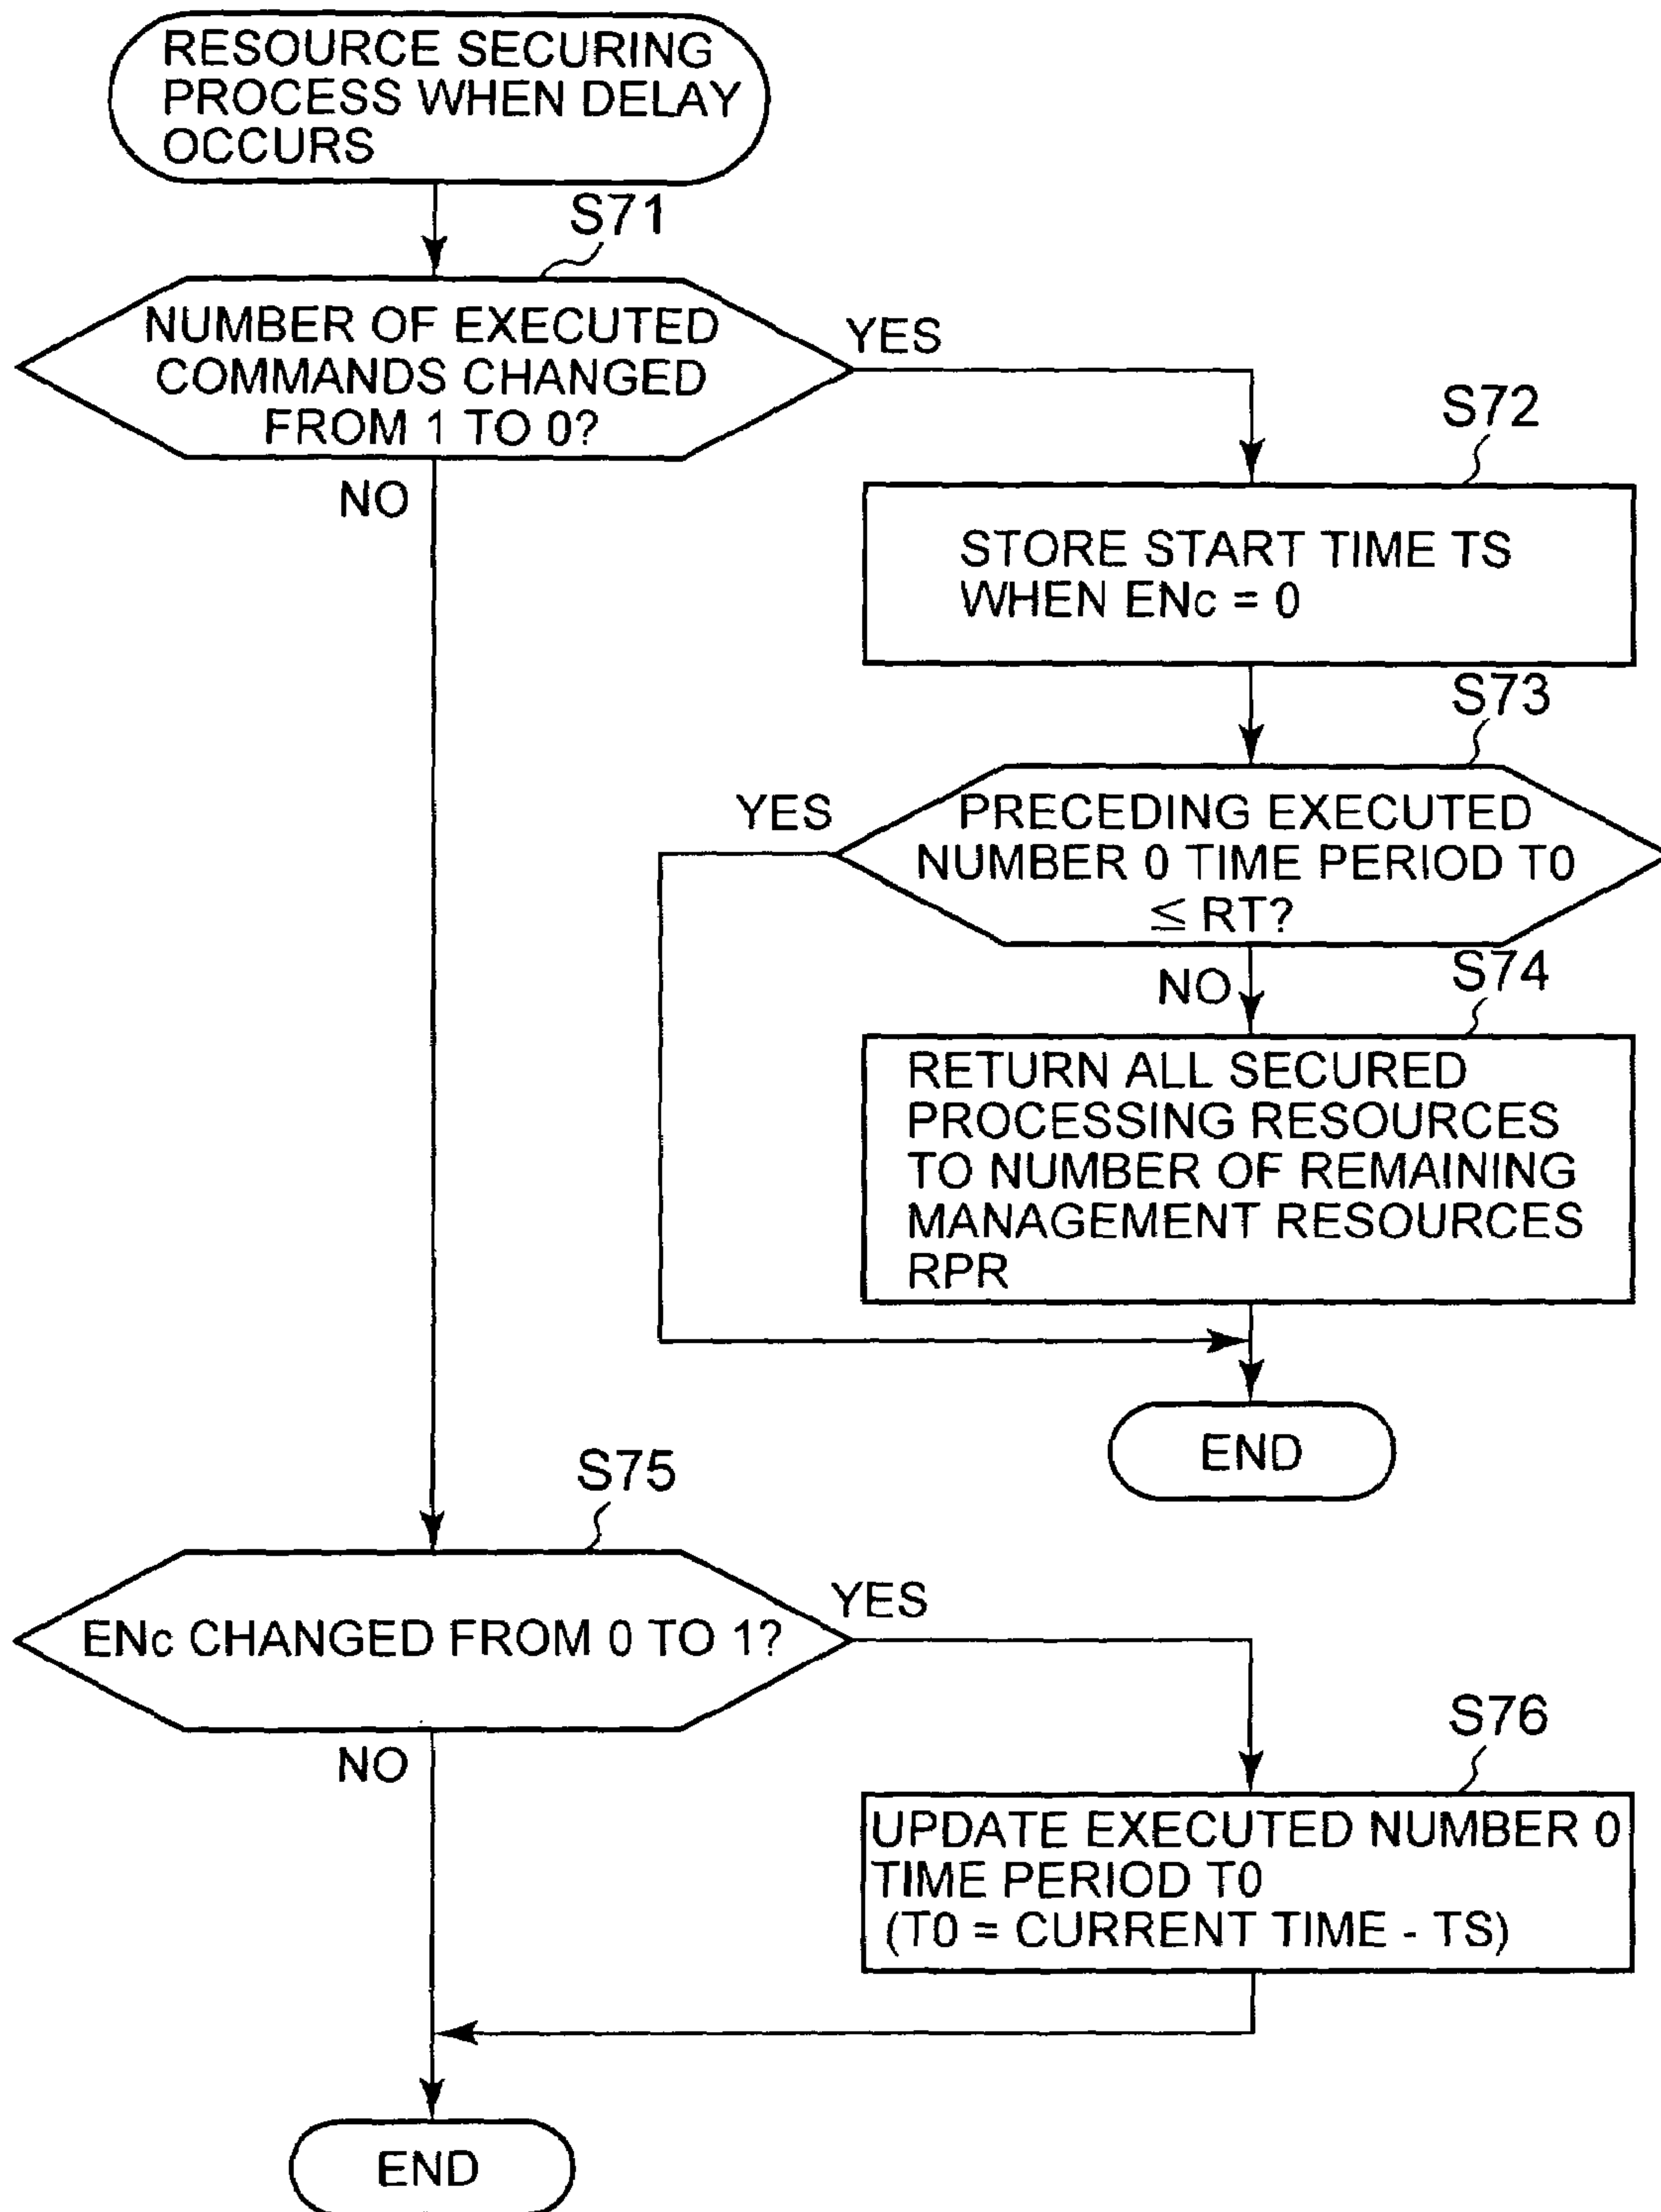 RESOURCE SECURING
PROCESS WHEN DELAY
OCCURS
S71
NUMBER OF EXECUTED
COMMANDS CHANGED
FROM 1 TO 0?
YES
NO
S72
STORE START TIME TS
WHEN ENc = 0
S73
PRECEDING EXECUTED
NUMBER 0 TIME PERIOD T0
≤ RT?
YES
NO
S74
RETURN ALL SECURED
PROCESSING RESOURCES
TO NUMBER OF REMAINING
MANAGEMENT RESOURCES
RPR
END
S75
ENc CHANGED FROM 0 TO 1?
YES
NO
S76
UPDATE EXECUTED NUMBER 0
TIME PERIOD T0
(T0 = CURRENT TIME - TS)
END